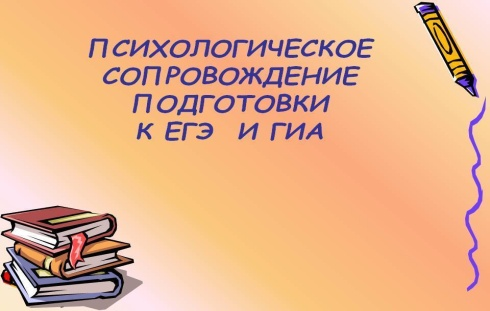 ПСИХОЛОГИЧЕСКОЕ
СОПРОВОЖДЕНИЕ
ПОДГОТОВКИ
К ЕГЭ И ГИА